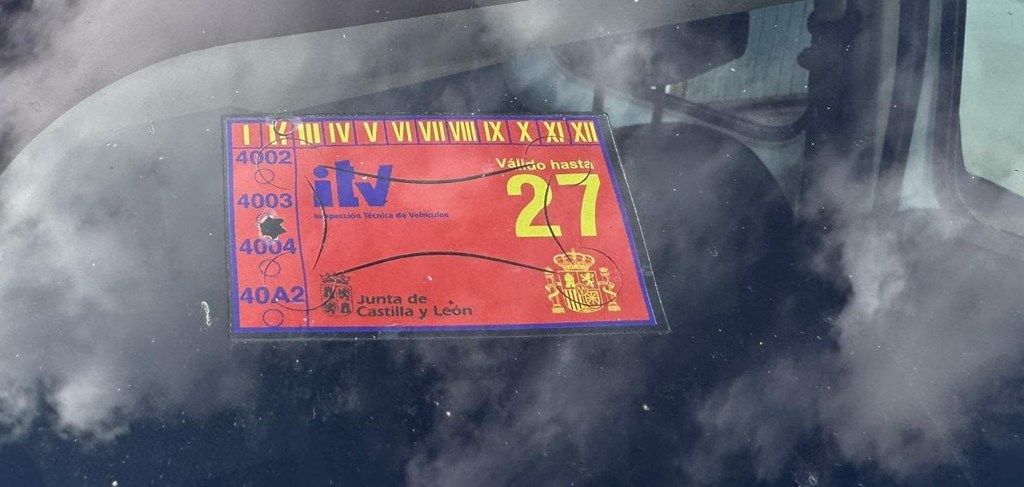 I II III IV V VI VII VIII IX X XI XII
4002
4003
4004
40A2
itv
Inspección Técnica de Vehículos
Válido hasta
27
Junta de
Castilla y León